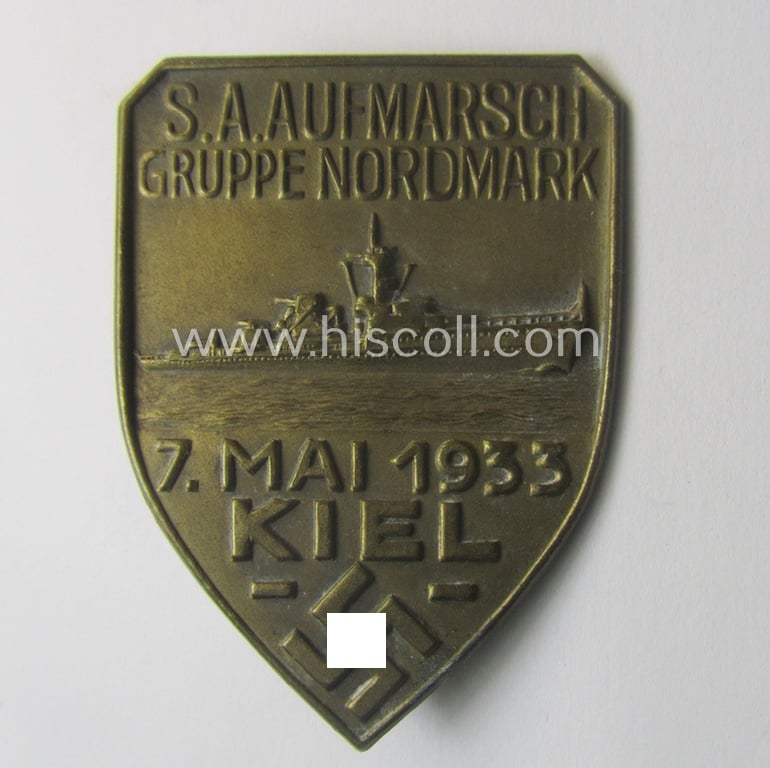 S.A.AUFMARSCH
GRUPPE NORDMARK
www.hiscoll.com
7. MAI 1933
KIEL